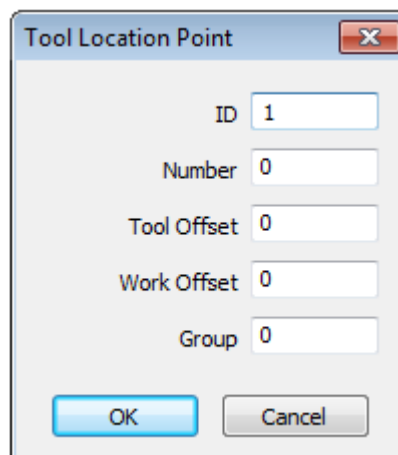 Tool Location Point
ID 1
Number 0
Tool Offset 0
Work Offset 0
Group 0
OK Cancel